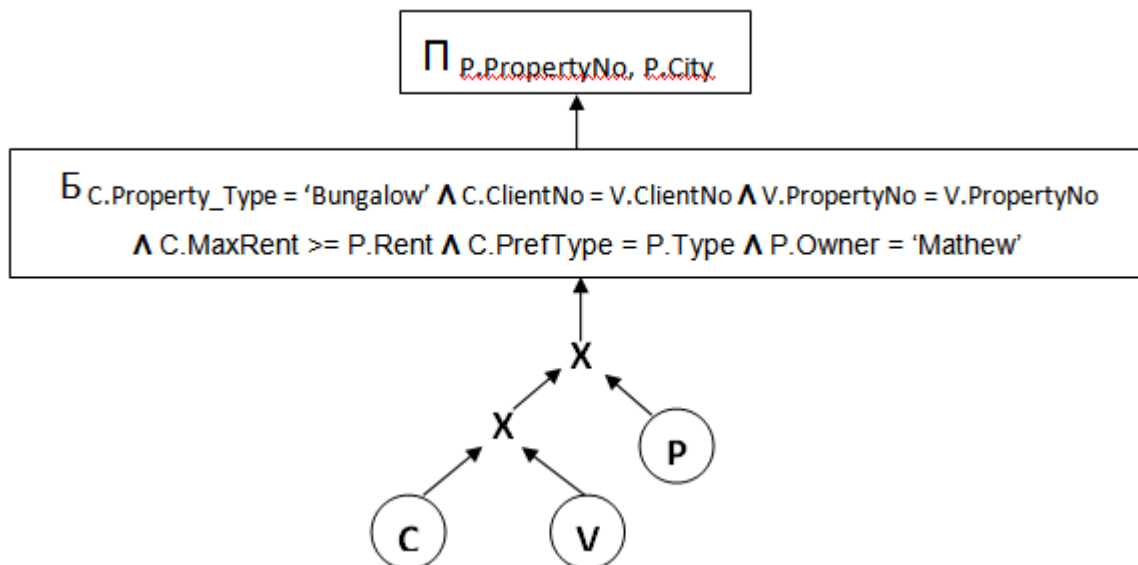 Π P.PropertyNo, P.City
Б C.Property_Type = ‘Bungalow’ Λ C.ClientNo = V.ClientNo Λ V.PropertyNo = V.PropertyNo
Λ C.MaxRent >= P.Rent Λ C.PrefType = P.Type Λ P.Owner = ‘Mathew’
X
X
P
C V